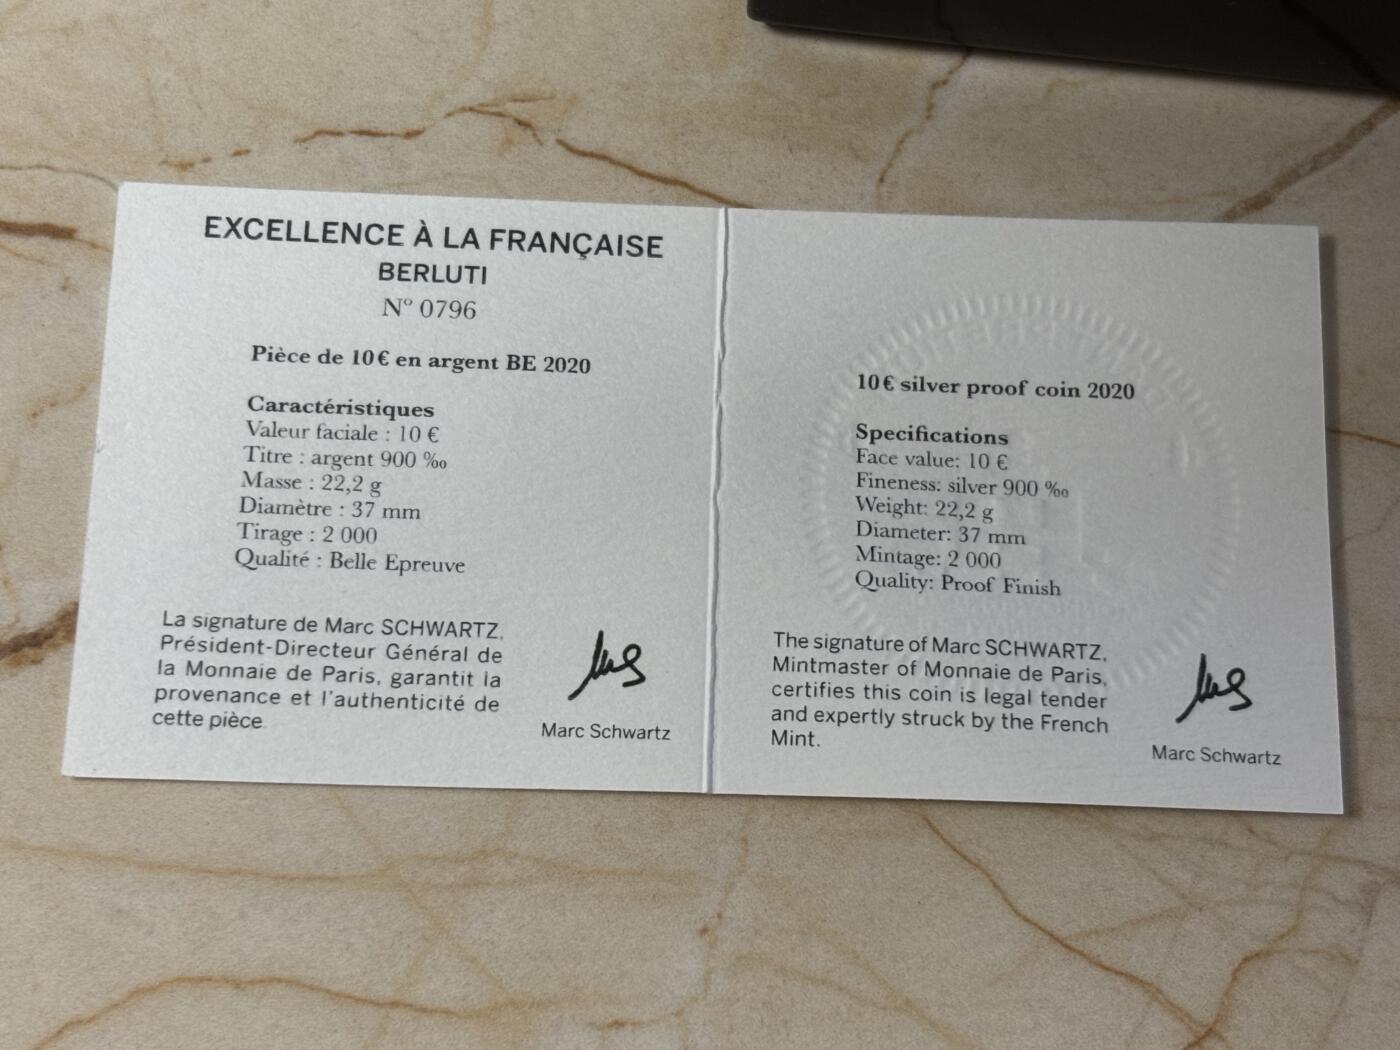 EXCELLENCE À LA FRANÇAISE
BERLUTI
Nº 0796
Pièce de 10 € en argent BE 2020
Caractéristiques
Valeur faciale : 10 €
Titre : argent 900 ‰
Masse : 22,2 g
Diamètre : 37 mm
Tirage : 2 000
Qualité : Belle Epreuve
La signature de Marc SCHWARTZ,
Président-Directeur Général de
la Monnaie de Paris, garantit la
provenance et l'authenticité de
cette pièce
Marc Schwartz
10 € silver proof coin 2020
Specifications
Face value: 10 €
Fineness: silver 900 ‰
Weight: 22,2 g
Diameter: 37 mm
Mintage: 2 000
Quality: Proof Finish
The signature of Marc SCHWARTZ,
Mintmaster of Monnaie de Paris,
certifies this coin is legal tender
and expertly struck by the French
Mint.
Marc Schwartz